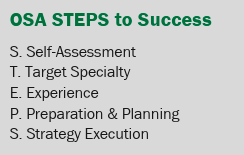 OSA STEPS to Success
S. Self-Assessment
T. Target Specialty
E. Experience
P. Preparation & Planning
S. Strategy Execution